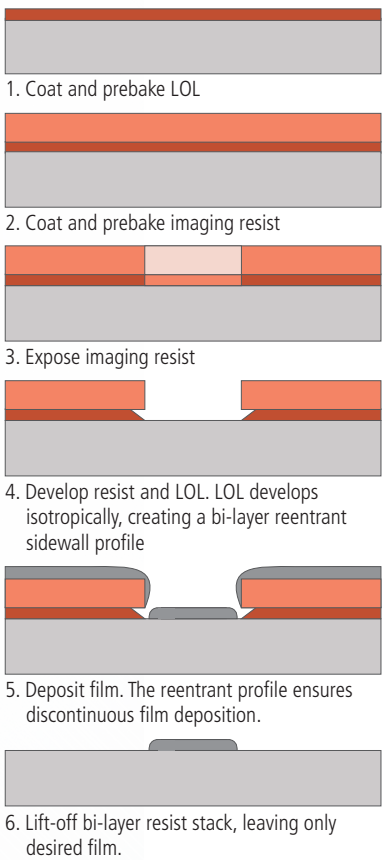 1. Coat and prebake LOL
2. Coat and prebake imaging resist
3. Expose imaging resist
4. Develop resist and LOL. LOL develops
isotropically, creating a bi-layer reentrant
sidewall profile
5. Deposit film. The reentrant profile ensures
discontinuous film deposition.
6. Lift-off bi-layer resist stack, leaving only
desired film.